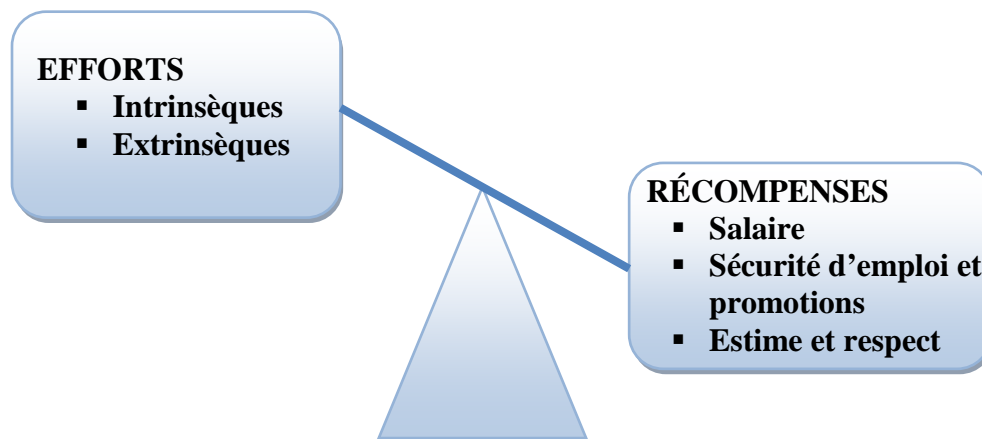 EFFORTS
▪ Intrinsèques
▪ Extrinsèques
RÉCOMPENSES
▪ Salaire
▪ Sécurité d’emploi et
promotions
▪ Estime et respect